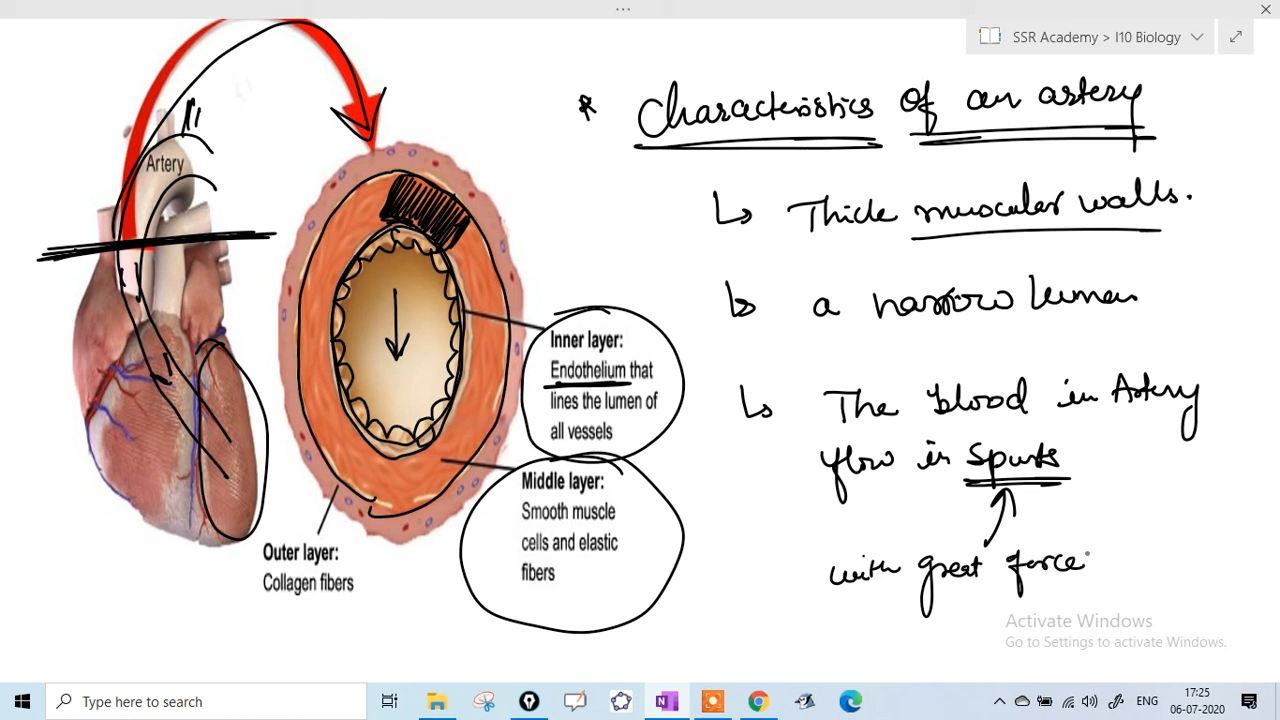 SSR Academy > I10 Biology
Artery
* Characteristics of an artery
Thick muscular walls.
a narrow lumen
The blood in Artery
flow in Spurts
with great force
Inner layer:
Endothelium that
lines the lumen of
all vessels
Middle layer:
Smooth muscle
cells and elastic
fibers
Outer layer:
Collagen fibers
Activate Windows
Go to Settings to activate Windows.
Type here to search
ENG
17:25
06-07-2020